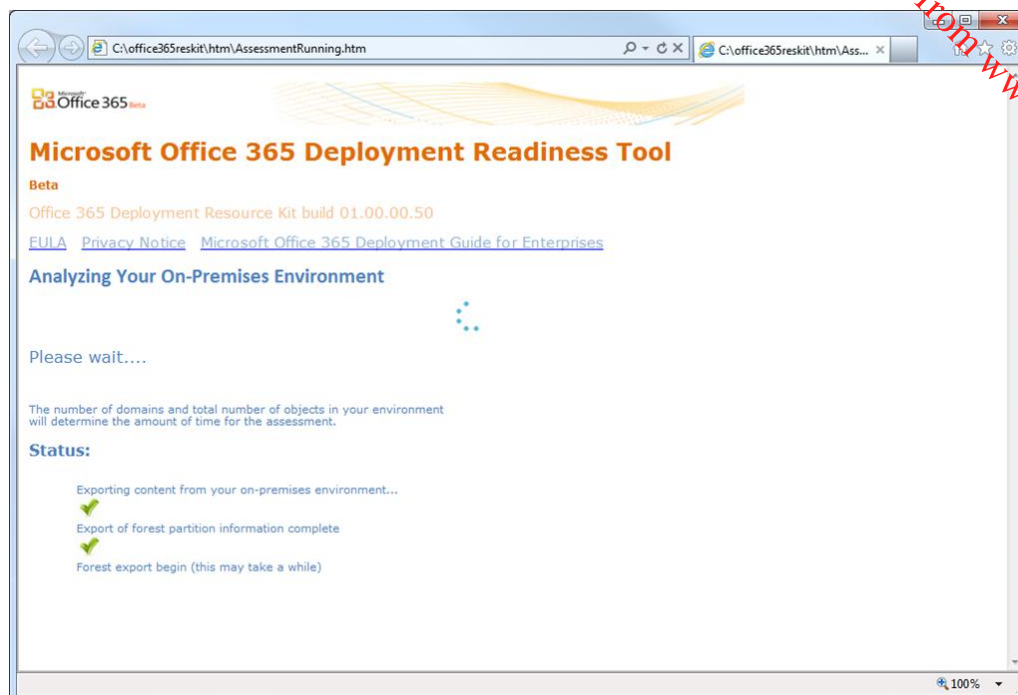 from ww
C:\office365reskit\htm\AssessmentRunning.htm
C:\office365reskit\htm\Ass...
Microsoft
Office 365 Beta
Microsoft Office 365 Deployment Readiness Tool
Beta
Office 365 Deployment Resource Kit build 01.00.00.50
EULA Privacy Notice Microsoft Office 365 Deployment Guide for Enterprises
Analyzing Your On-Premises Environment
Please wait....
The number of domains and total number of objects in your environment
will determine the amount of time for the assessment.
Status:
Exporting content from your on-premises environment...
Export of forest partition information complete
Forest export begin (this may take a while)
100%